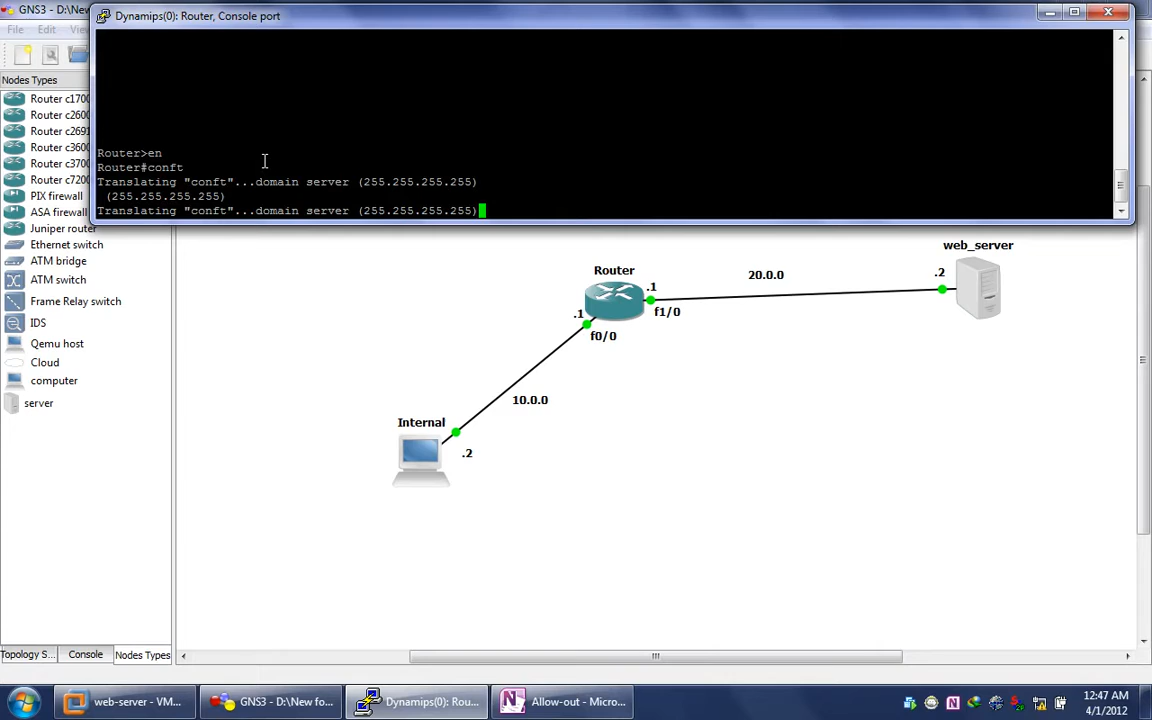 GNS3 - D:\New
Dynamips(0): Router, Console port
File
Edit
Vie
Nodes Types
Router c1700
Router c2600
Router c2691
Router c3600
Router c3700
Router c7200
PIX firewall
ASA firewall
Juniper router
Ethernet switch
ATM bridge
ATM switch
Frame Relay switch
IDS
Qemu host
Cloud
computer
server
Router>en
Router#conft
Translating "conft"...domain server (255.255.255.255)
(255.255.255.255)
Translating "conft"...domain server (255.255.255.255)
web_server
Router
20.0.0
.2
.1
.1
f1/0
f0/0
10.0.0
Internal
.2
Topology S...
Console
Nodes Types
web-server - VM...
GNS3 - D:\New fo...
Dynamips(0): Rou...
Allow-out - Micro...
12:47 AM
4/1/2012